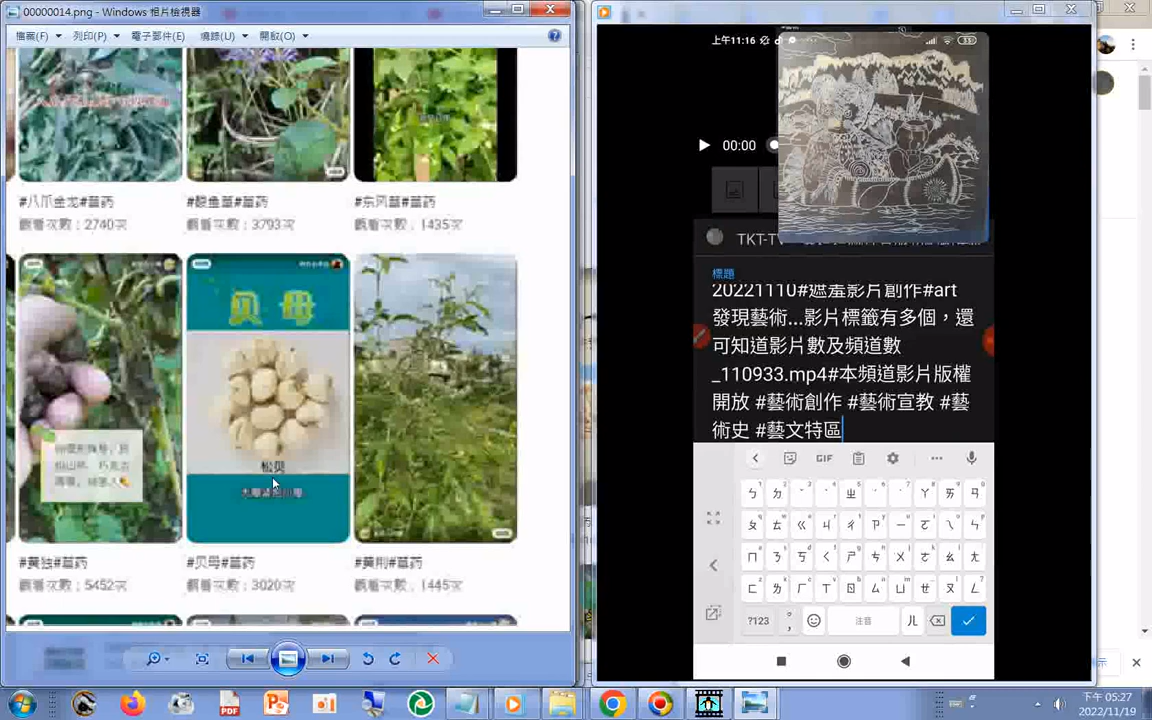 00000014.png - Windows 相片檢視器
檔案(F) 列印(P) 電子郵件(E) 燒錄(U) 開啟(O)
#八爪金龙#草药
觀看次數：2740次
觀看次數：3793次
#东风草#草药
觀看次數：1435次
#黄独#草药
觀看次數：5452次
贝母
松贝
#贝母#草药
觀看次數：3020次
#黄荆#草药
觀看次數：1445次
上午11:16
00:00
TKT-TV
標題
20221110#遮羞影片創作#art
發現藝術...影片標籤有多個，還
可知道影片數及頻道數
_110933.mp4#本頻道影片版權
開放 #藝術創作 #藝術宣教 #藝
術史 #藝文特區
GIF
ㄅ ㄉ ˇ ˋ ㄓ ˊ ˙ ㄚ ㄞ ㄢ
ㄆ ㄊ ㄍ ㄐ ㄔ ㄗ ㄧ ㄛ ㄟ ㄣ
ㄇ ㄋ ㄎ ㄑ ㄕ ㄘ ㄨ ㄜ ㄠ ㄤ
ㄈ ㄌ ㄏ ㄒ ㄖ ㄙ ㄩ ㄝ ㄡ ㄥ
?123 ， 注音 ㄦ
示
PDF
下午 05:27
2022/11/19